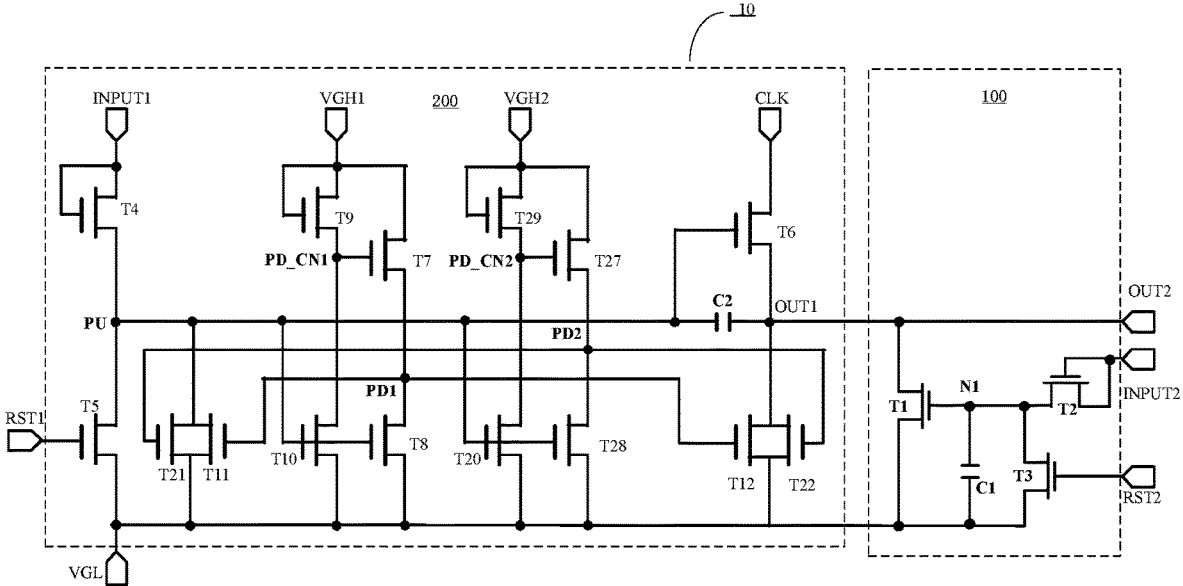 10
INPUT1
VGH1
200
VGH2
CLK
100
T4
T9
T29
T6
PD_CN1
T7
PD_CN2
T27
OUT2
C2
OUT1
PU
PD2
PD1
N1
INPUT2
T1
T2
RST1
T5
T8
T28
T21
T11
T10
T20
T12
T22
C1
T3
RST2
VGL